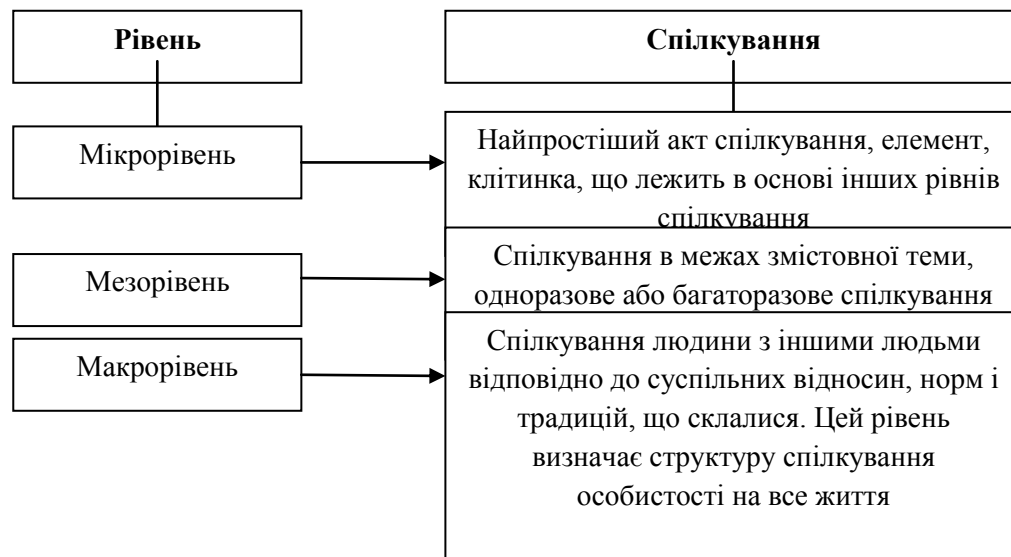 Рівень
Спілкування
Мікрорівень
Найпростіший акт спілкування, елемент,
клітинка, що лежить в основі інших рівнів
спілкування
Мезорівень
Спілкування в межах змістовної теми,
одноразове або багаторазове спілкування
Макрорівень
Спілкування людини з іншими людьми
відповідно до суспільних відносин, норм і
традицій, що склалися. Цей рівень
визначає структуру спілкування
особистості на все життя